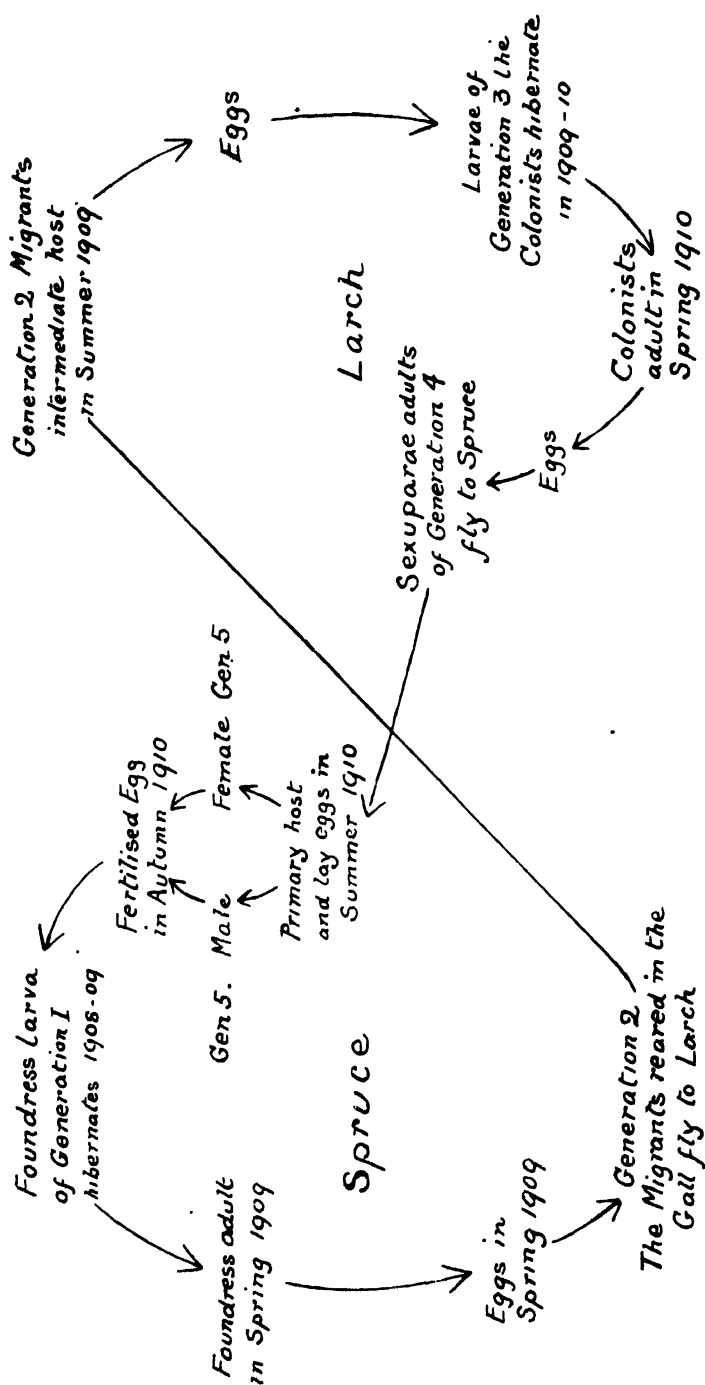 Foundress Larva
of Generation I
hibernates 1908-09
Foundress adult
in Spring 1909
Eggs in
Spring 1909
Generation 2
The Migrants reared in the
Gall fly to Larch
Spruce
Generation 2 Migrants
intermediate host
in Summer 1909
Eggs
Larvae of
Generation 3 the
Colonists hibernate
in 1909-10
Colonists
adult in
Spring 1910
Eggs
Larch
Sexuparae adults
of Generation 4
fly to Spruce
Primary host
and lay eggs in
Summer 1910
Gen 5. Male Female Gen 5
Fertilised Egg
in Autumn 1910